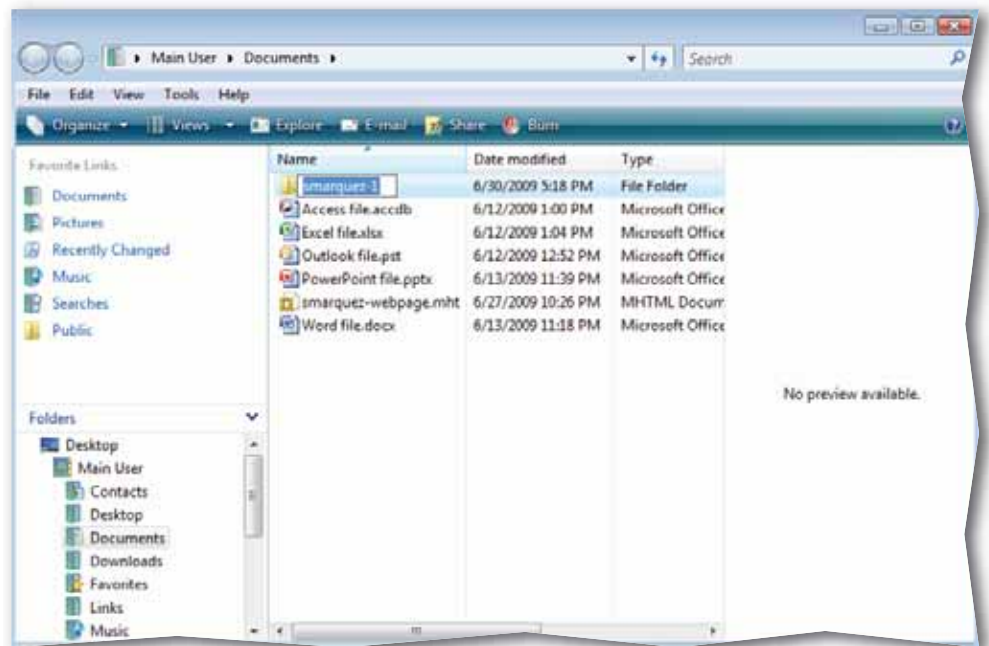 Main User Documents
Search
File Edit View Tools Help
Organize Views Explore E-mail Share Burn
Favorite Links
Documents
Pictures
Recently Changed
Music
Searches
Public
Folders
Desktop
Main User
Contacts
Desktop
Documents
Downloads
Favorites
Links
Music
Name Date modified Type
smarquez-1 6/30/2009 5:18 PM File Folder
Access file.accdb 6/12/2009 1:00 PM Microsoft Office
Excel file.xlsx 6/12/2009 1:04 PM Microsoft Office
Outlook file.pst 6/12/2009 12:52 PM Microsoft Office
PowerPoint file.pptx 6/13/2009 11:39 PM Microsoft Office
smarquez-webpage.mht 6/27/2009 10:26 PM MHTML Docum
Word file.docx 6/13/2009 11:18 PM Microsoft Office
No preview available.